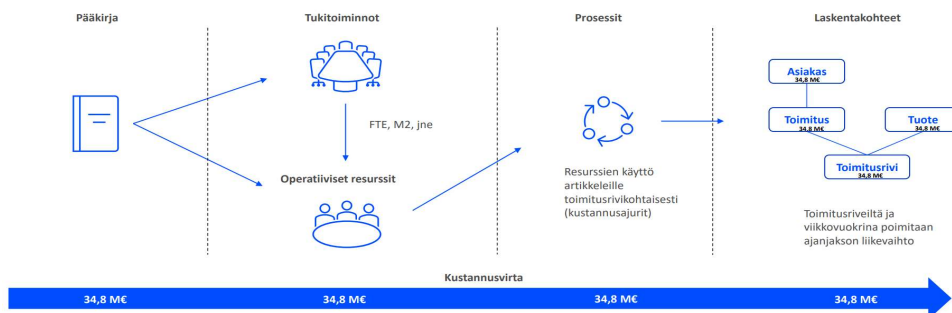 Pääkirja
Tukitoiminnot
Prosessit
Laskentakohteet
FTE, M2, jne
Operatiiviset resurssit
Resurssien käyttö
artikkeleille
toimitusrivikohtaisesti
(kustannusajurit)
Asiakas
34,8 M€
Toimitus
34,8 M€
Tuote
34,8 M€
Toimitusrivi
34,8 M€
Toimitusriveiltä ja
viikkovuokrina poimitaan
ajanjakson liikevaihto
Kustannusvirta
34,8 M€
34,8 M€
34,8 M€
34,8 M€